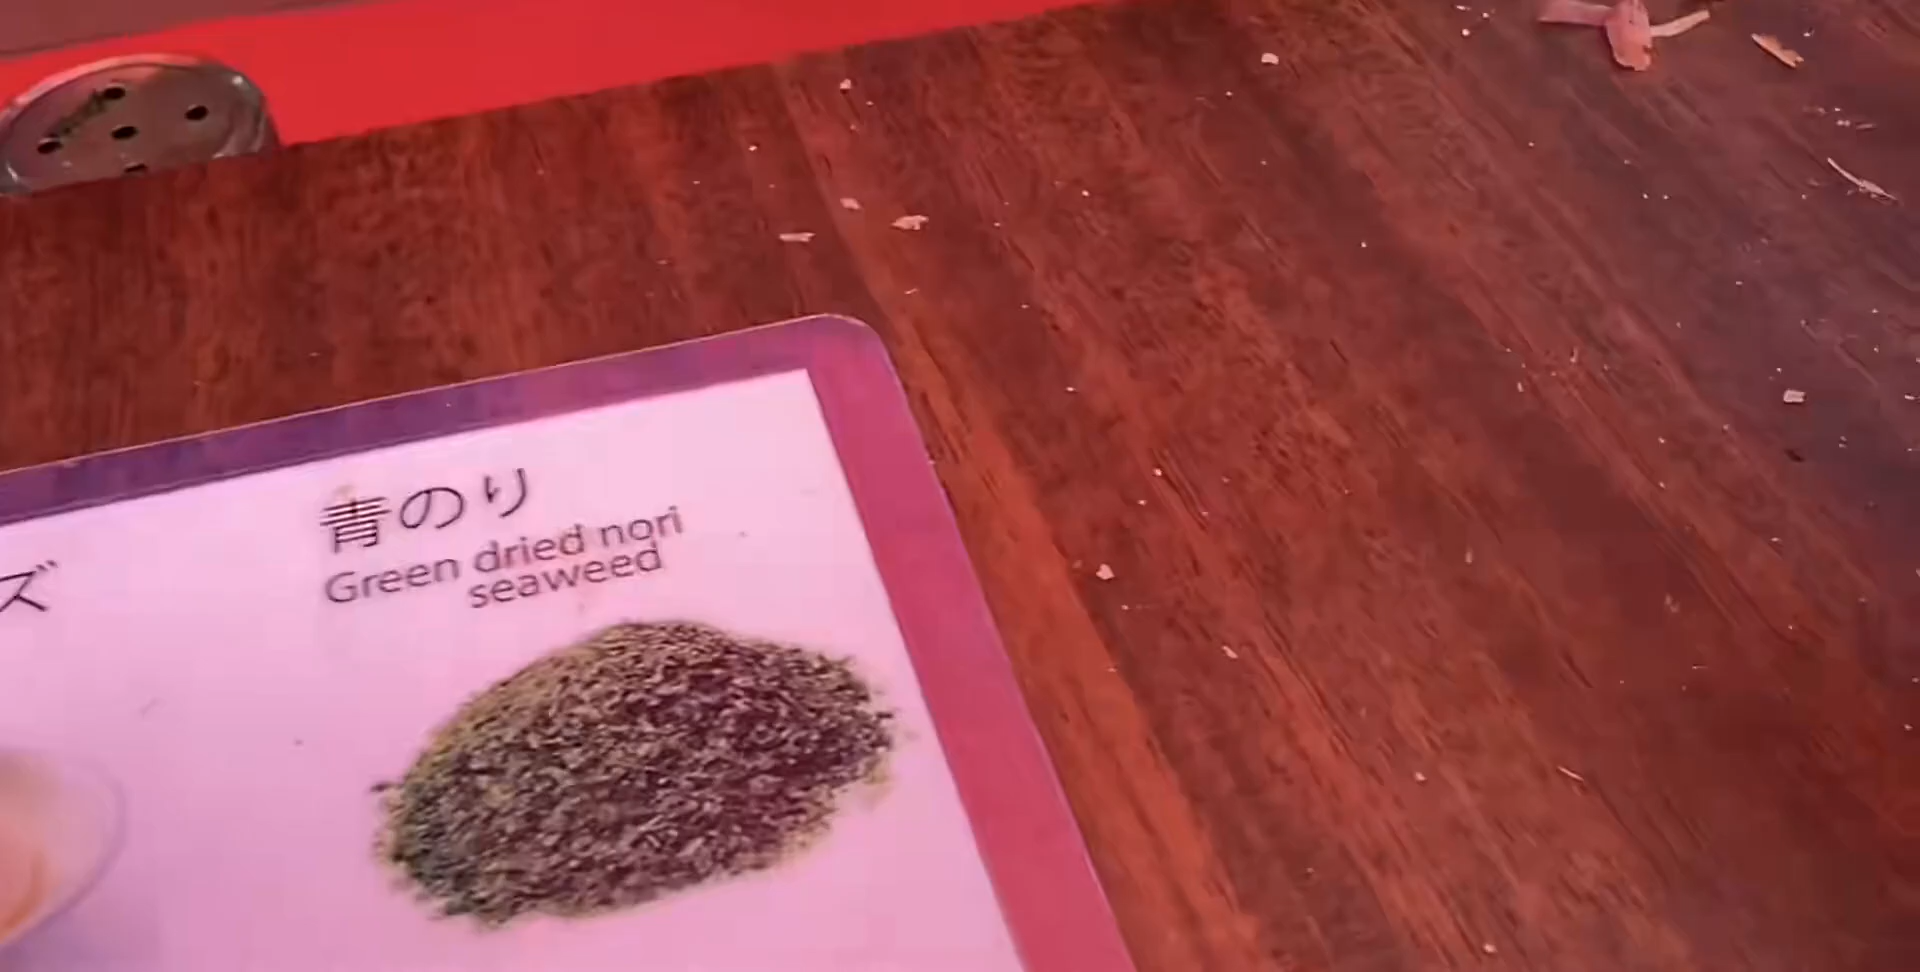 青のり
Green dried nori
seaweed
ズ